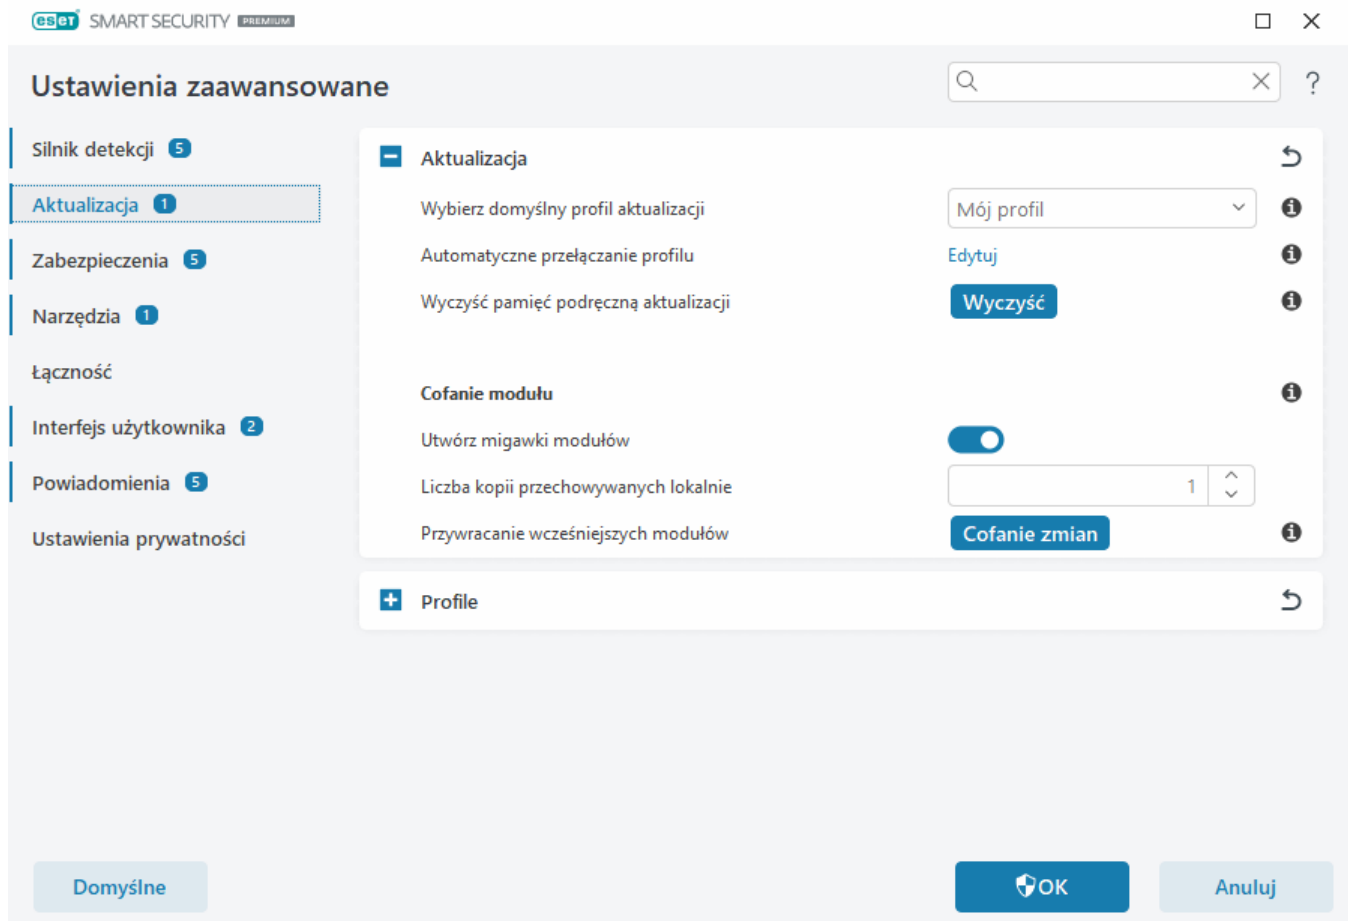 eset SMART SECURITY PREMIUM
Ustawienia zaawansowane
?
Silnik detekcji 5
Aktualizacja 1
Zabezpieczenia 5
Narzędzia 1
Łączność
Interfejs użytkownika 2
Powiadomienia 5
Ustawienia prywatności
Aktualizacja
Wybierz domyślny profil aktualizacji Mój profil
Automatyczne przełączanie profilu Edytuj
Wyczyść pamięć podręczną aktualizacji Wyczyść
Cofanie modułu
Utwórz migawki modułów
Liczba kopii przechowywanych lokalnie 1
Przywracanie wcześniejszych modułów Cofanie zmian
Profile
Domyślne OK Anuluj